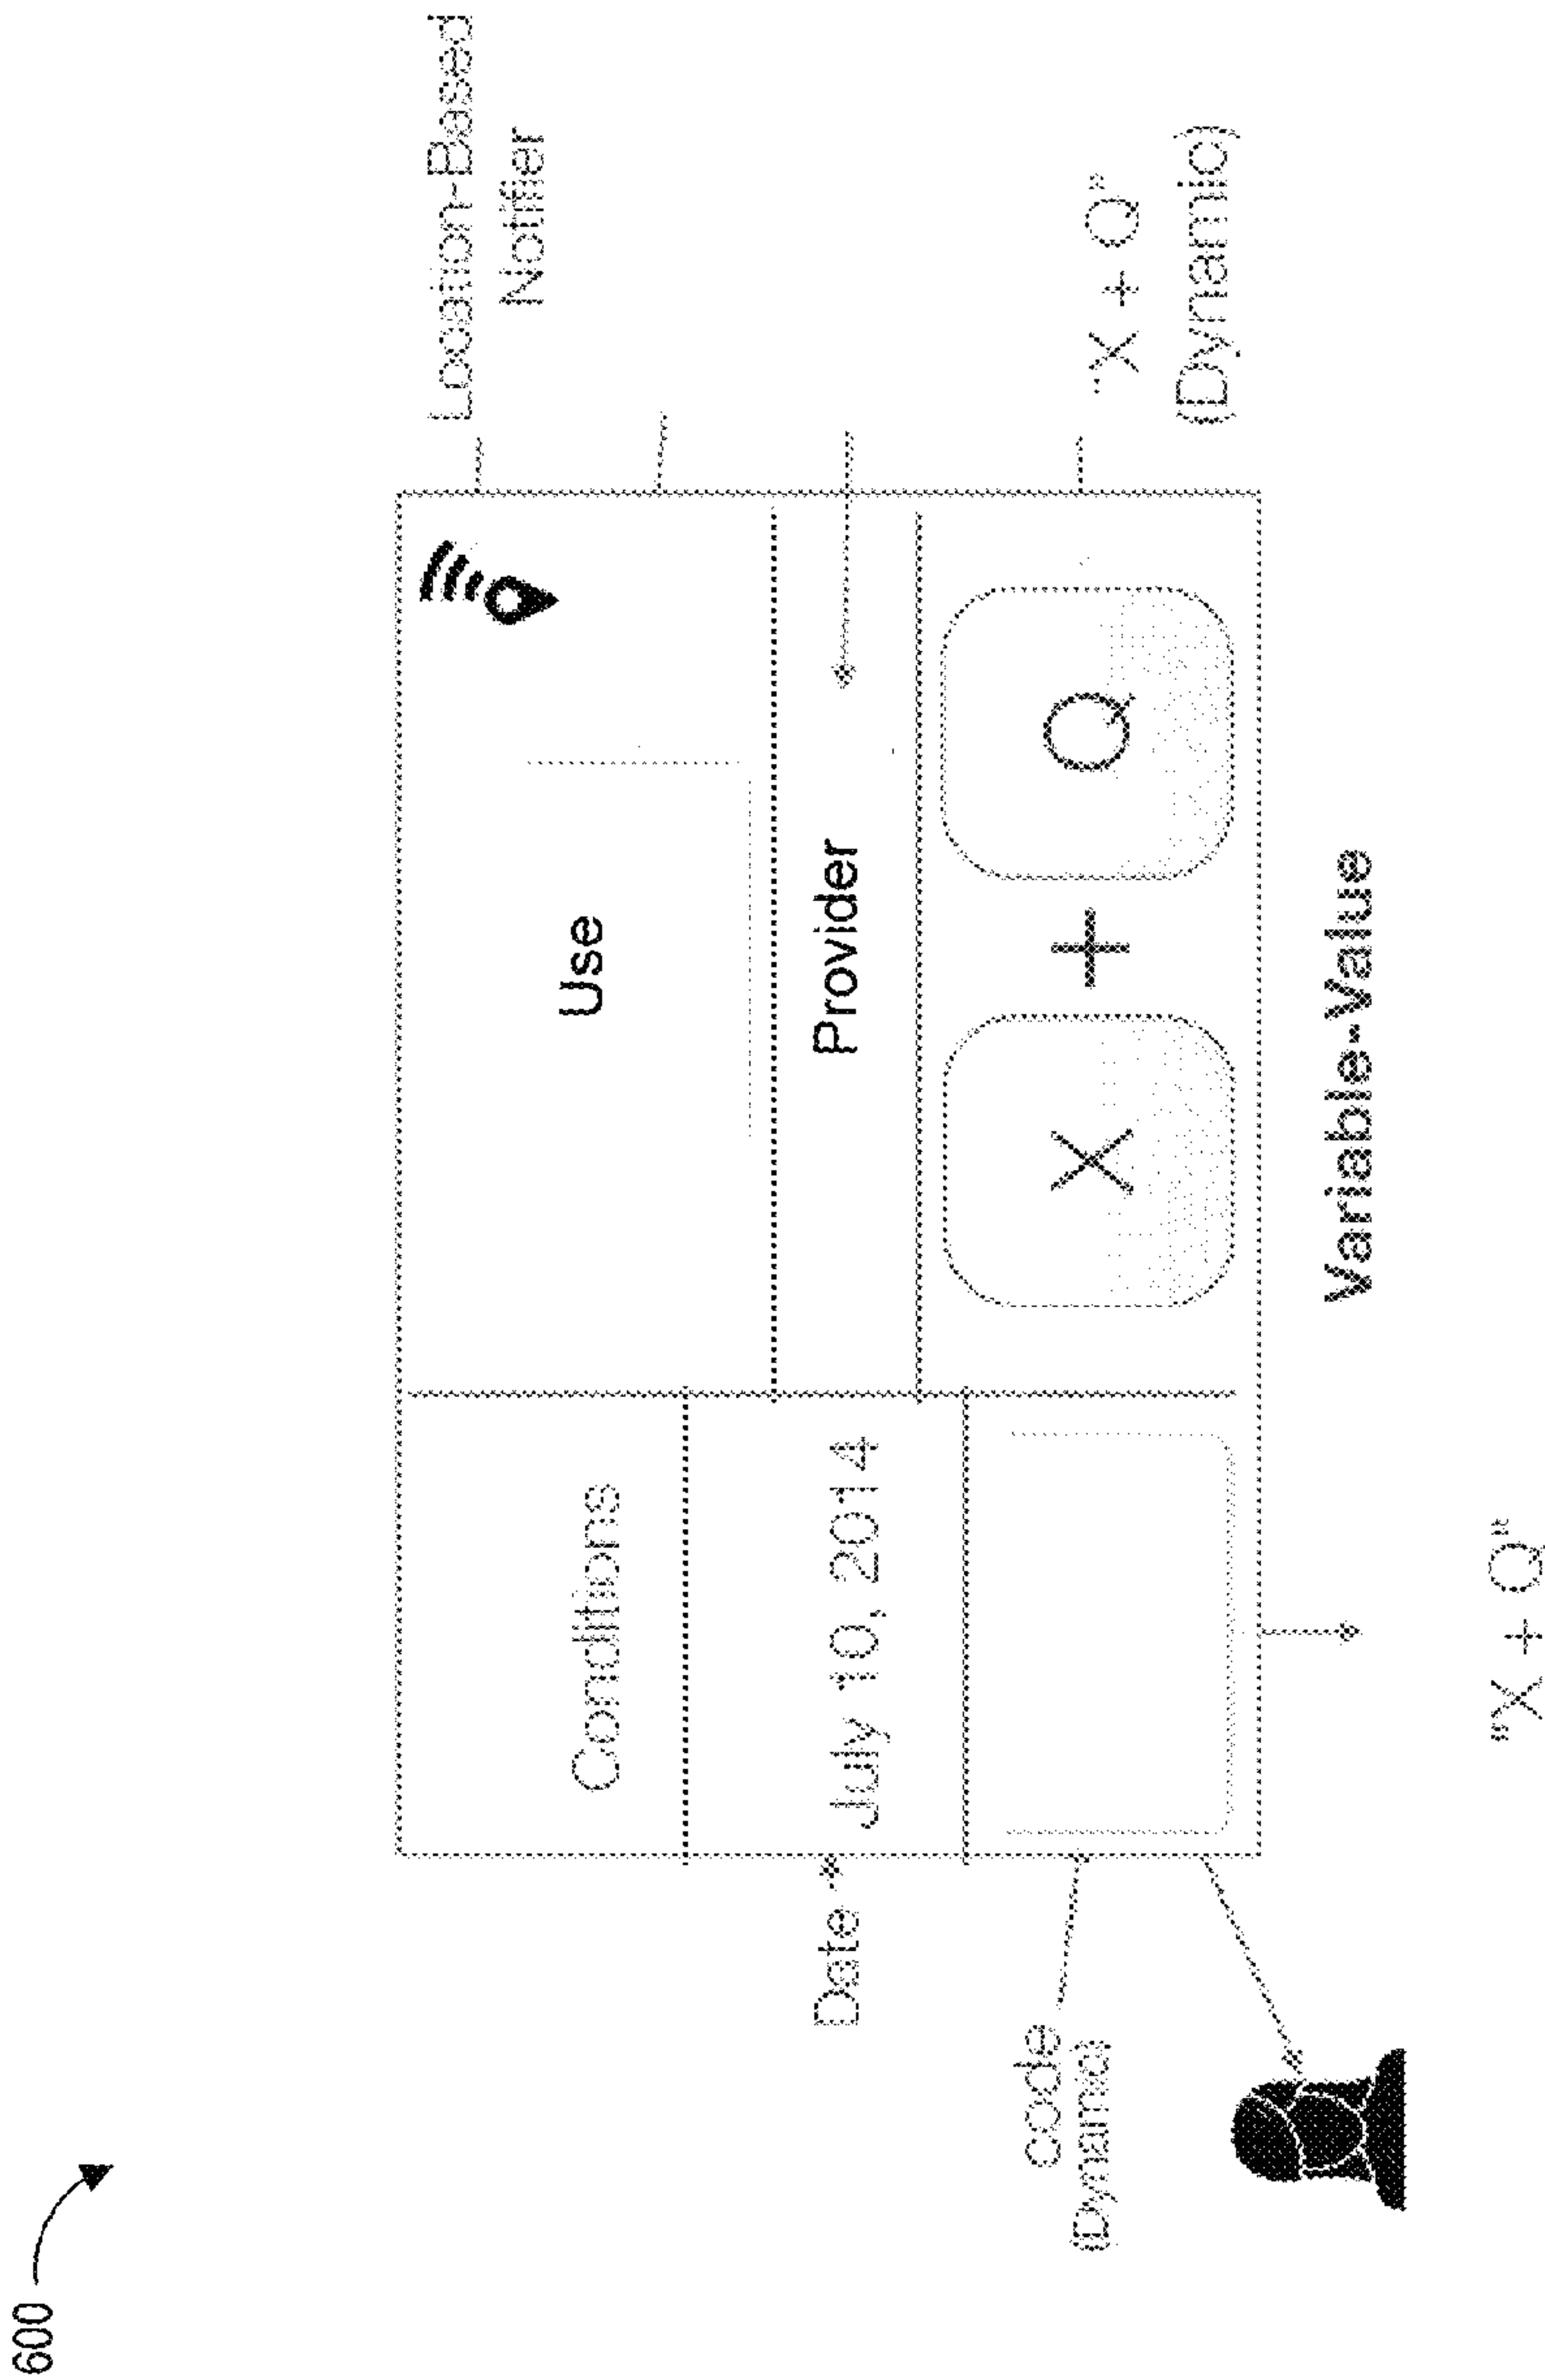 600
Location-Based
Notifier
Conditions
Use
Date
July 10, 2014
Provider
code
(Dynamic)
X + Q
"X + Q"
(Dynamic)
Variable-Value
"X + Q"